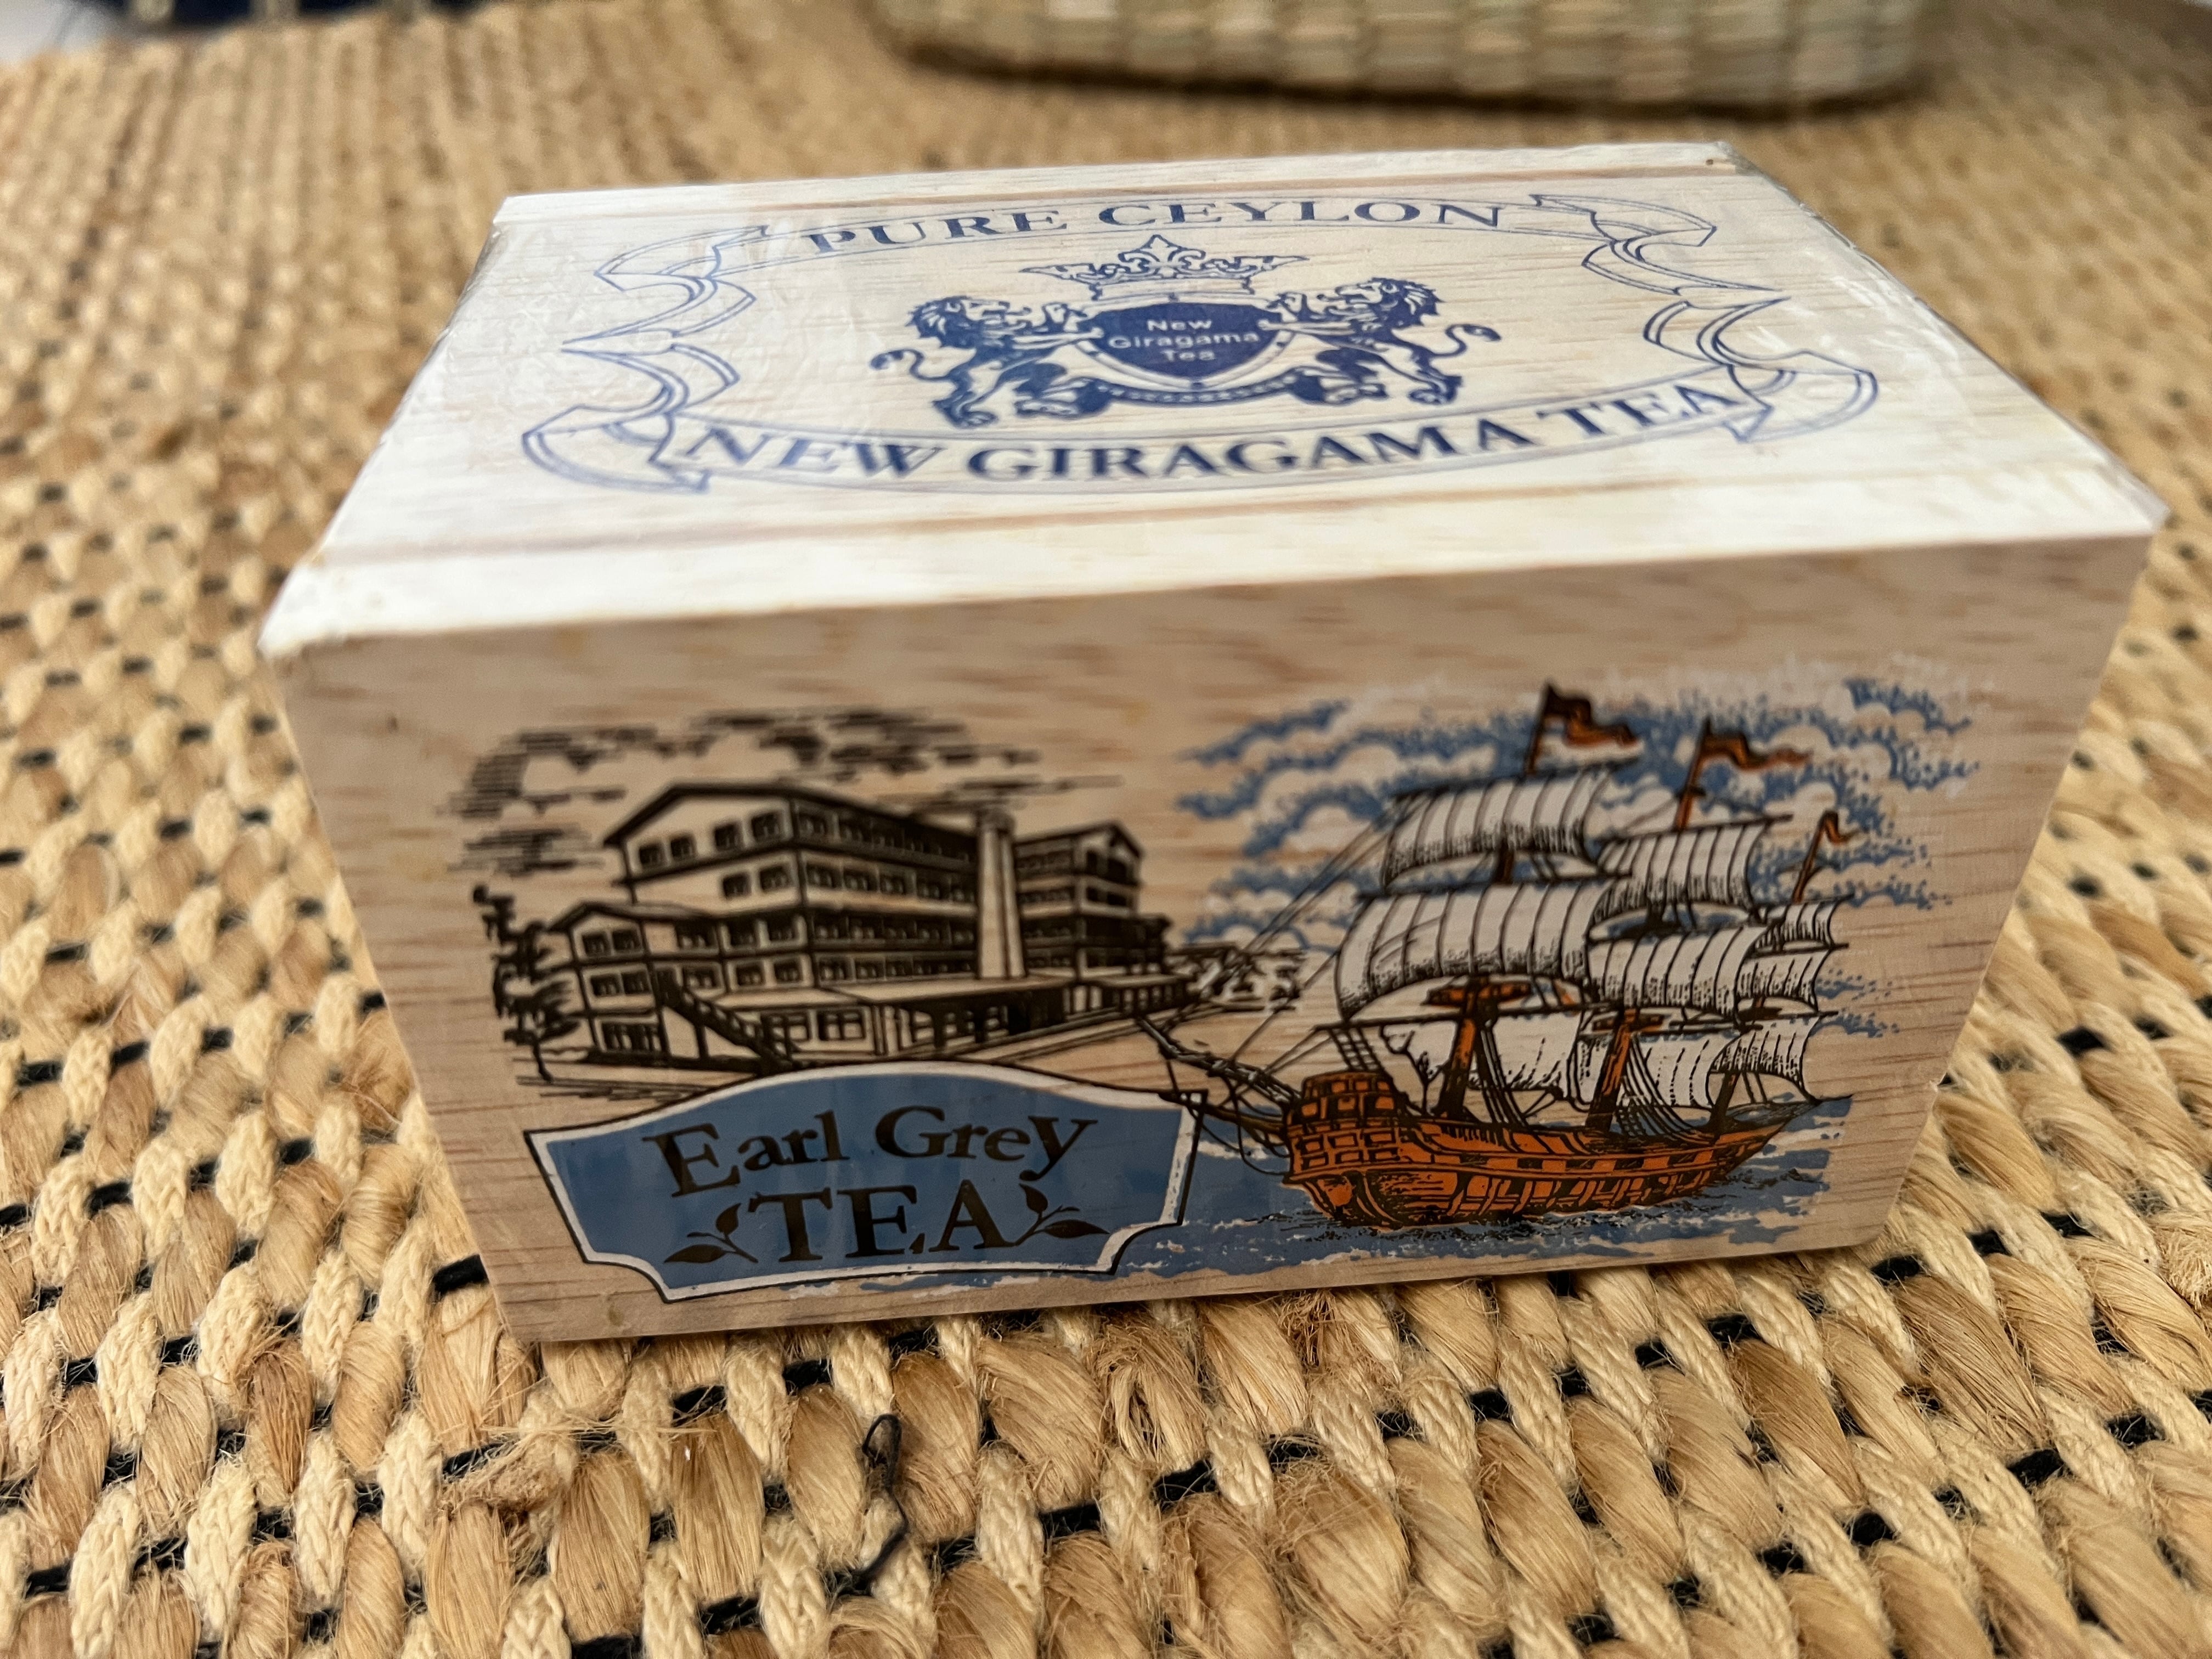 PURE CEYLON
New
Giragama
Tea
NEW GIRAGAMA TEA
Earl Grey
TEA